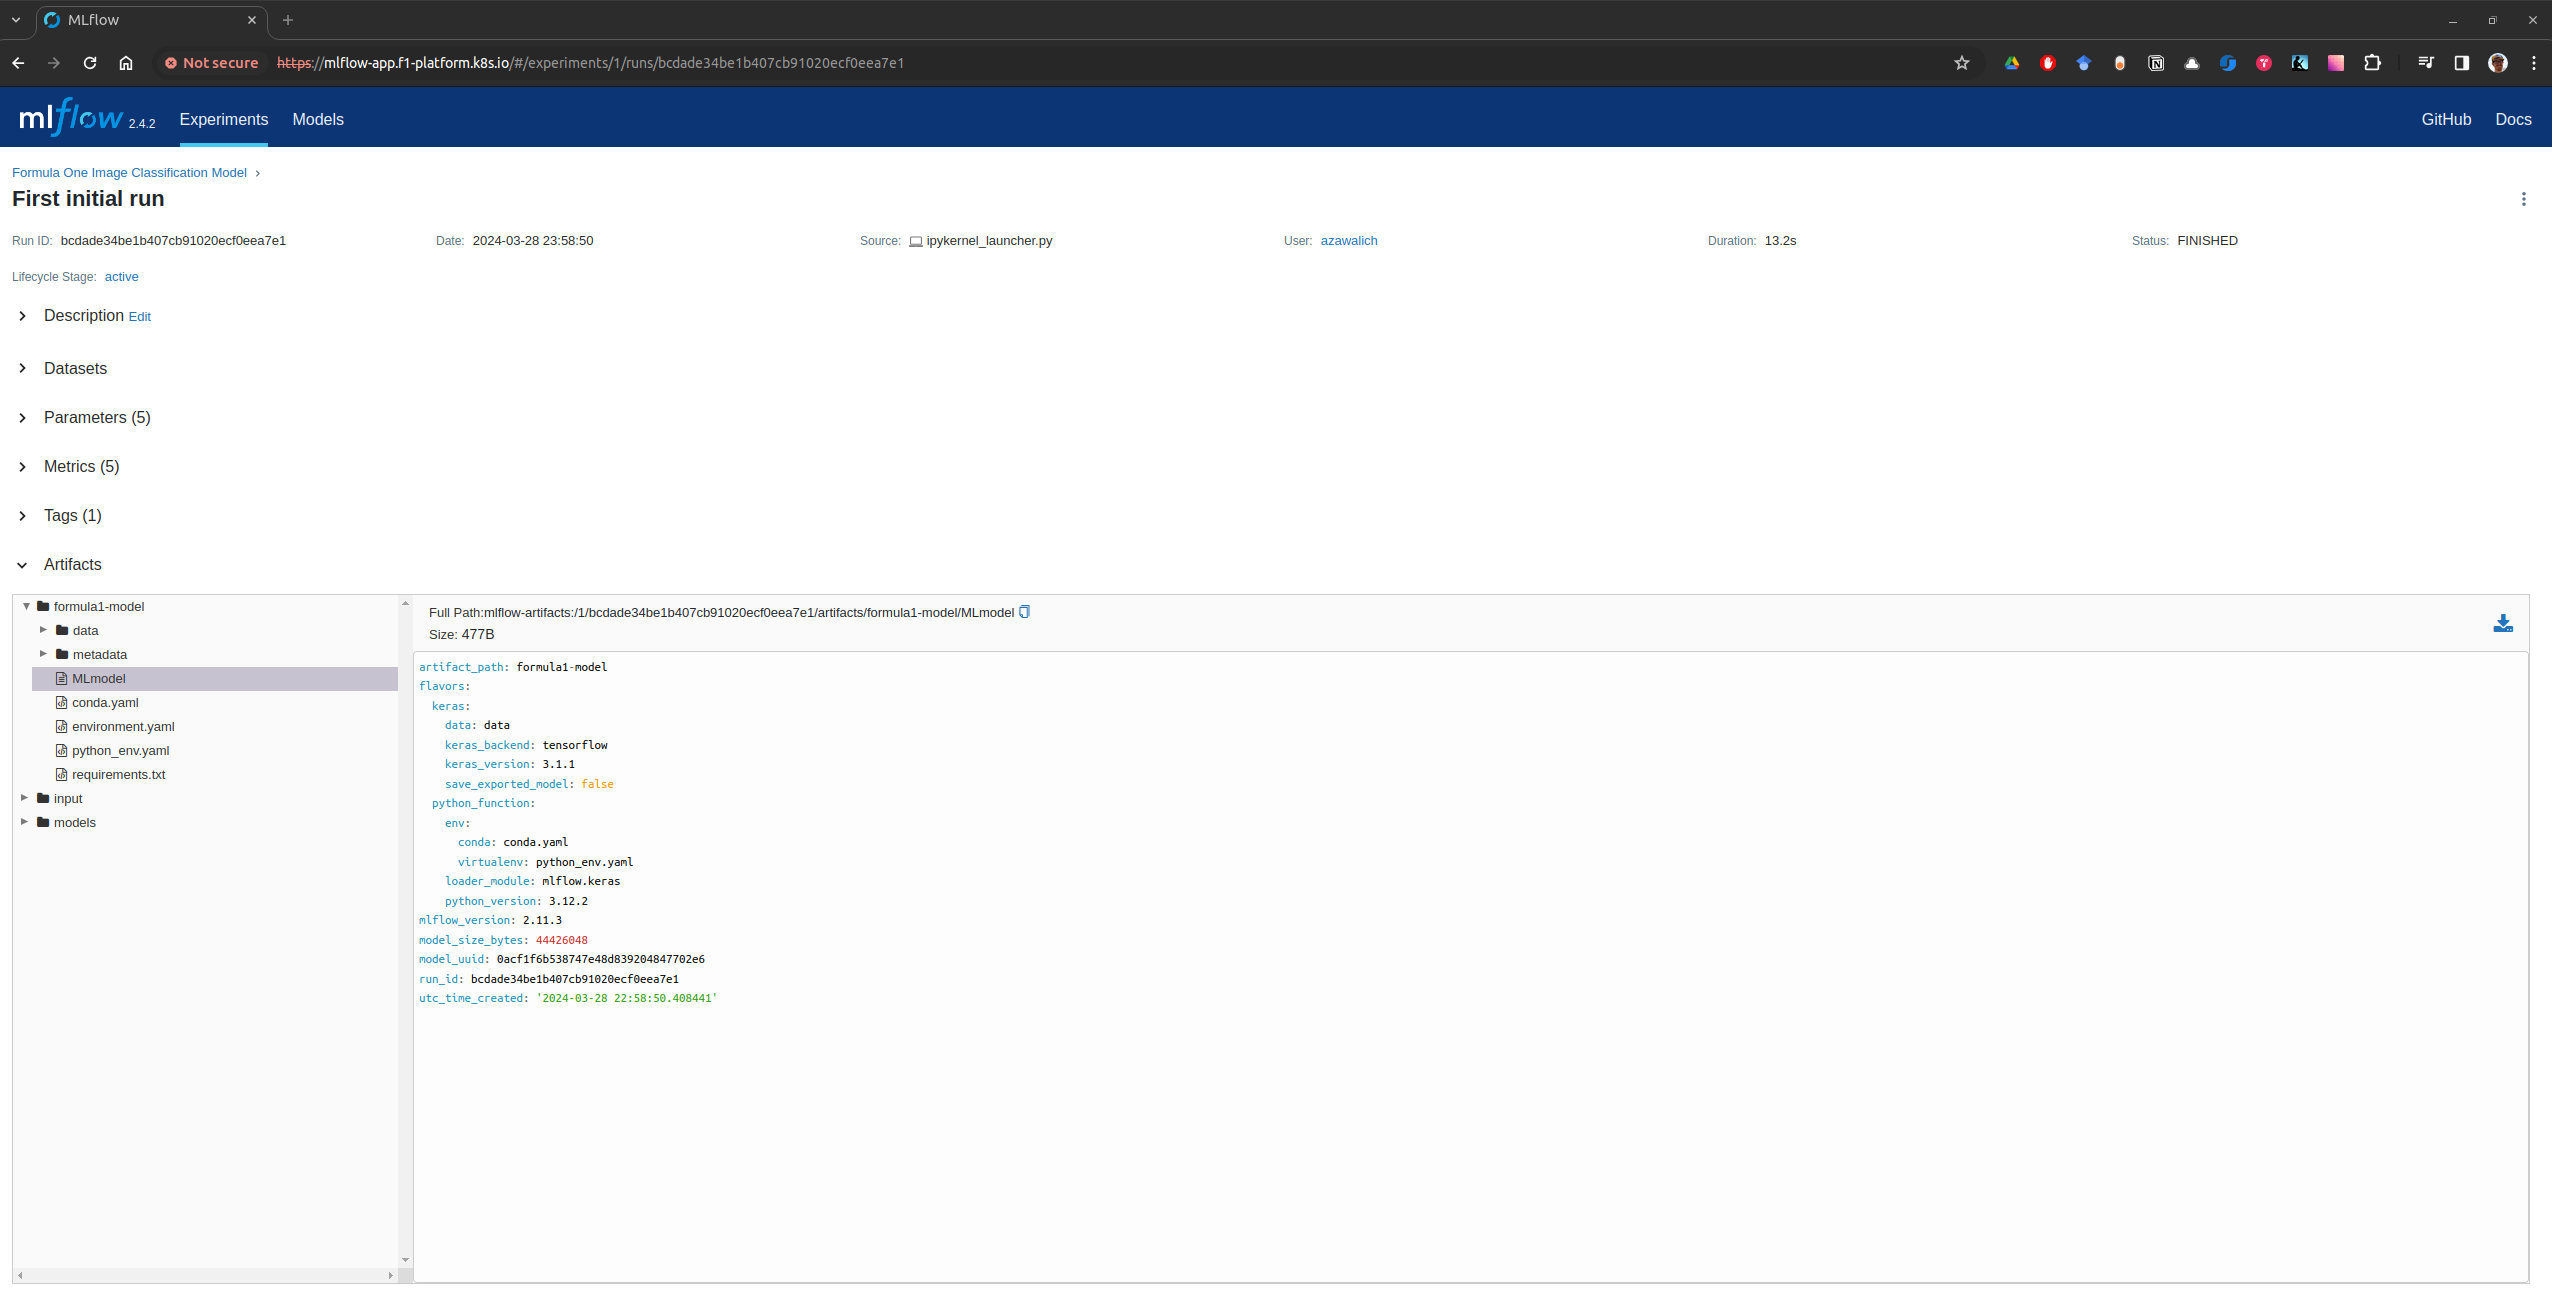 MLflow
Not secure https://mlflow-app.f1-platform.k8s.io/#/experiments/1/runs/bcdade34be1b407cb91020ecf0eea7e1
mlflow 2.4.2 Experiments Models GitHub Docs
Formula One Image Classification Model
First initial run
Run ID: bcdade34be1b407cb91020ecf0eea7e1 Date: 2024-03-28 23:58:50 Source: ipykernel_launcher.py User: azawalich Duration: 13.2s Status: FINISHED
Lifecycle Stage: active
Description Edit
Datasets
Parameters (5)
Metrics (5)
Tags (1)
Artifacts
formula1-model
data
metadata
MLmodel
conda.yaml
environment.yaml
python_env.yaml
requirements.txt
input
models
Full Path:mlflow-artifacts:/1/bcdade34be1b407cb91020ecf0eea7e1/artifacts/formula1-model/MLmodel
Size: 477B
artifact_path: formula1-model
flavors:
keras:
data: data
keras_backend: tensorflow
keras_version: 3.1.1
save_exported_model: false
python_function:
env:
conda: conda.yaml
virtualenv: python_env.yaml
loader_module: mlflow.keras
python_version: 3.12.2
mlflow_version: 2.11.3
model_size_bytes: 44426048
model_uuid: 0acf1f6b538747e48d839204847702e6
run_id: bcdade34be1b407cb91020ecf0eea7e1
utc_time_created: '2024-03-28 22:58:50.408441'